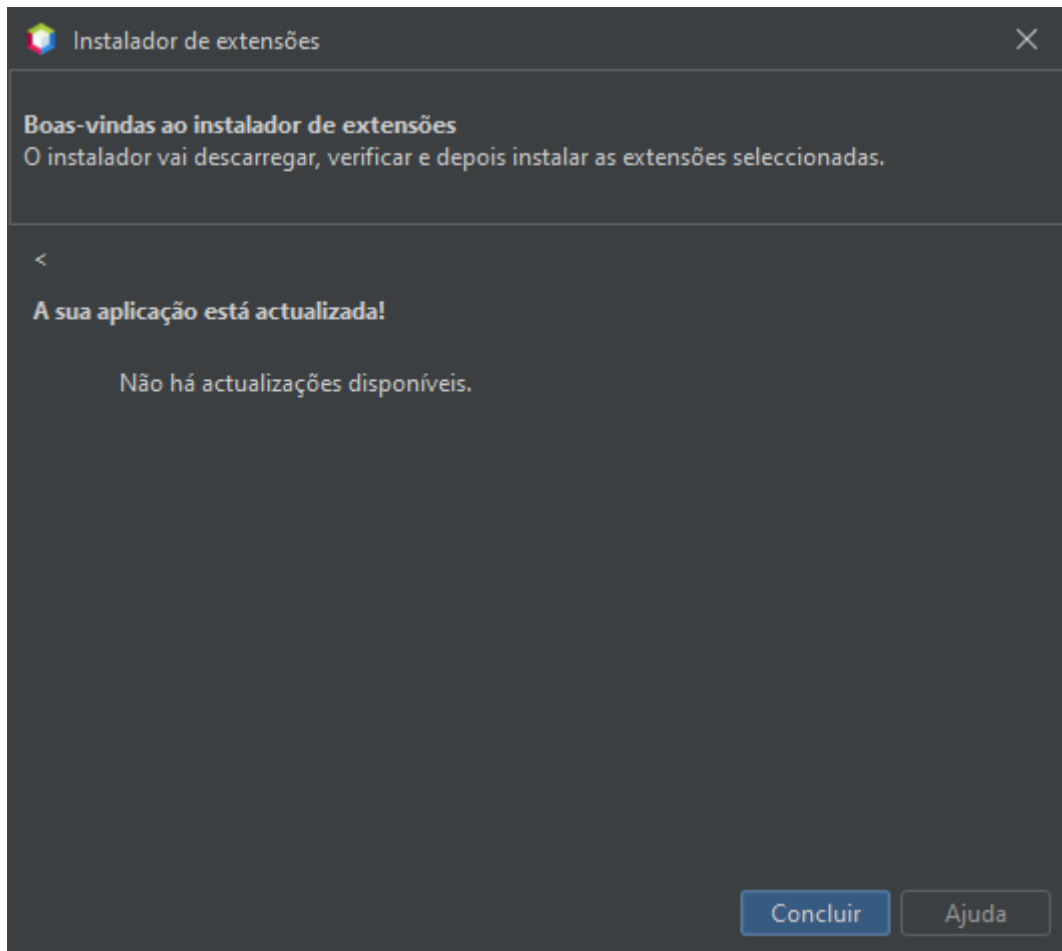 Instalador de extensões
Boas-vindas ao instalador de extensões
O instalador vai descarregar, verificar e depois instalar as extensões seleccionadas.
<
A sua aplicação está actualizada!
Não há actualizações disponíveis.
Concluir
Ajuda